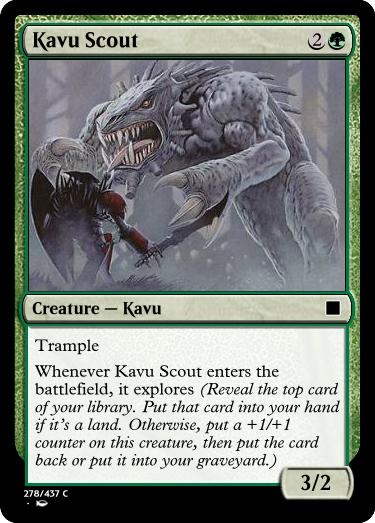 Kavu Scout 2
Creature — Kavu
Trample
Whenever Kavu Scout enters the
battlefield, it explores (Reveal the top card
of your library. Put that card into your hand
if it's a land. Otherwise, put a +1/+1
counter on this creature, then put the card
back or put it into your graveyard.)
3/2
278/437 C